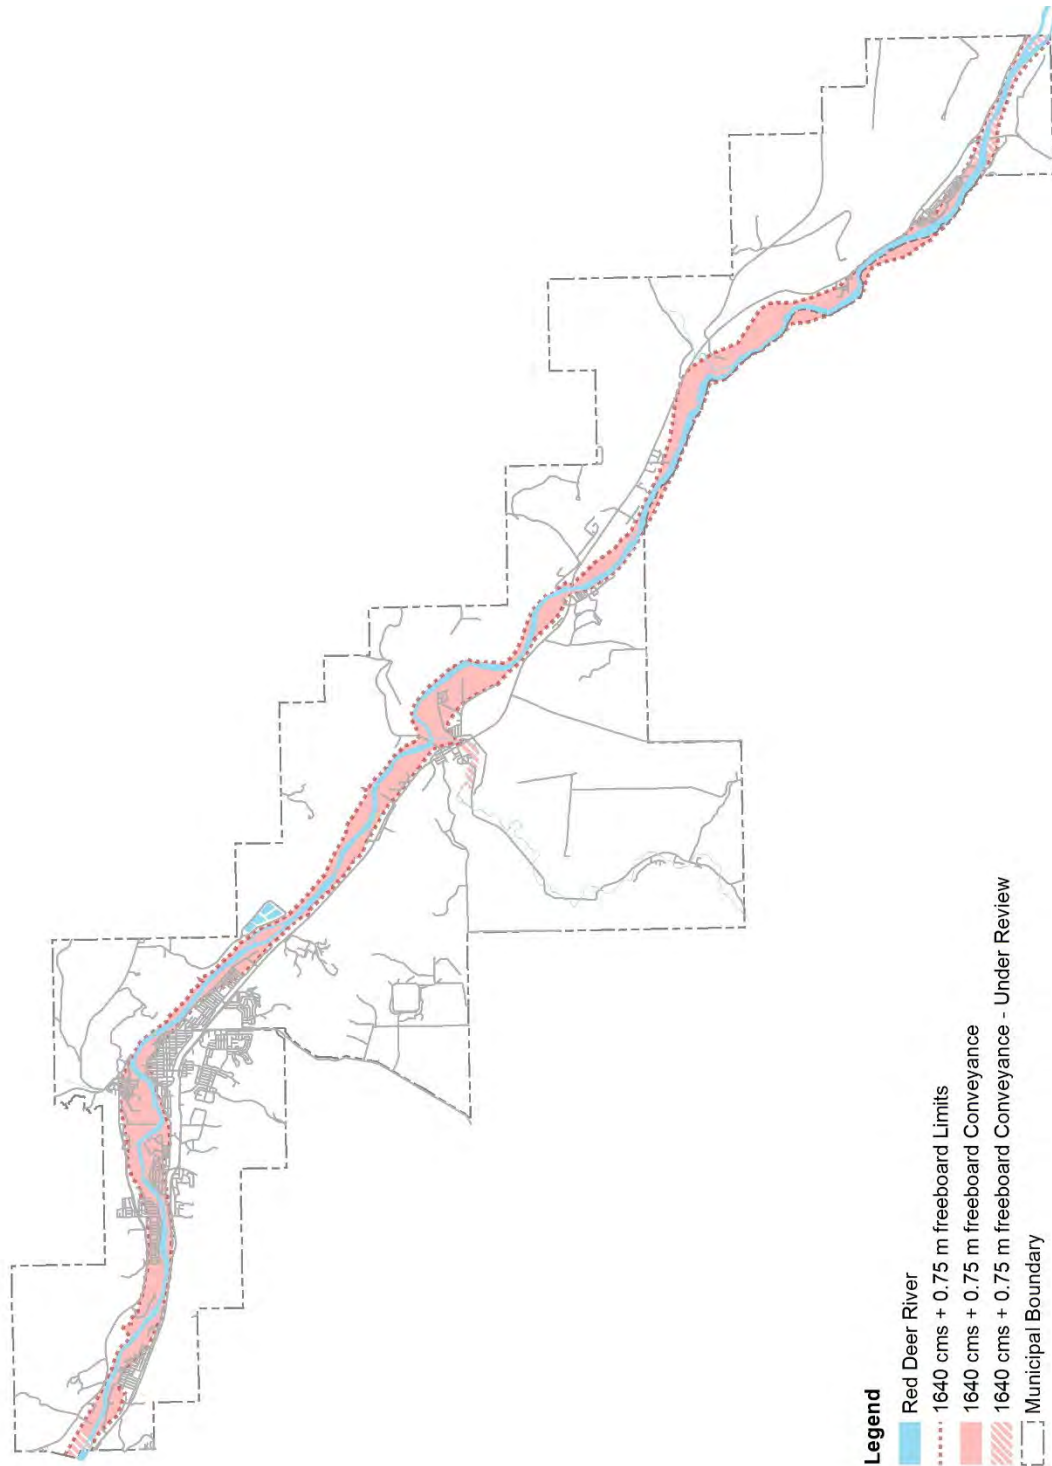 Legend
Red Deer River
1640 cms + 0.75 m freeboard Limits
1640 cms + 0.75 m freeboard Conveyance
1640 cms + 0.75 m freeboard Conveyance - Under Review
Municipal Boundary